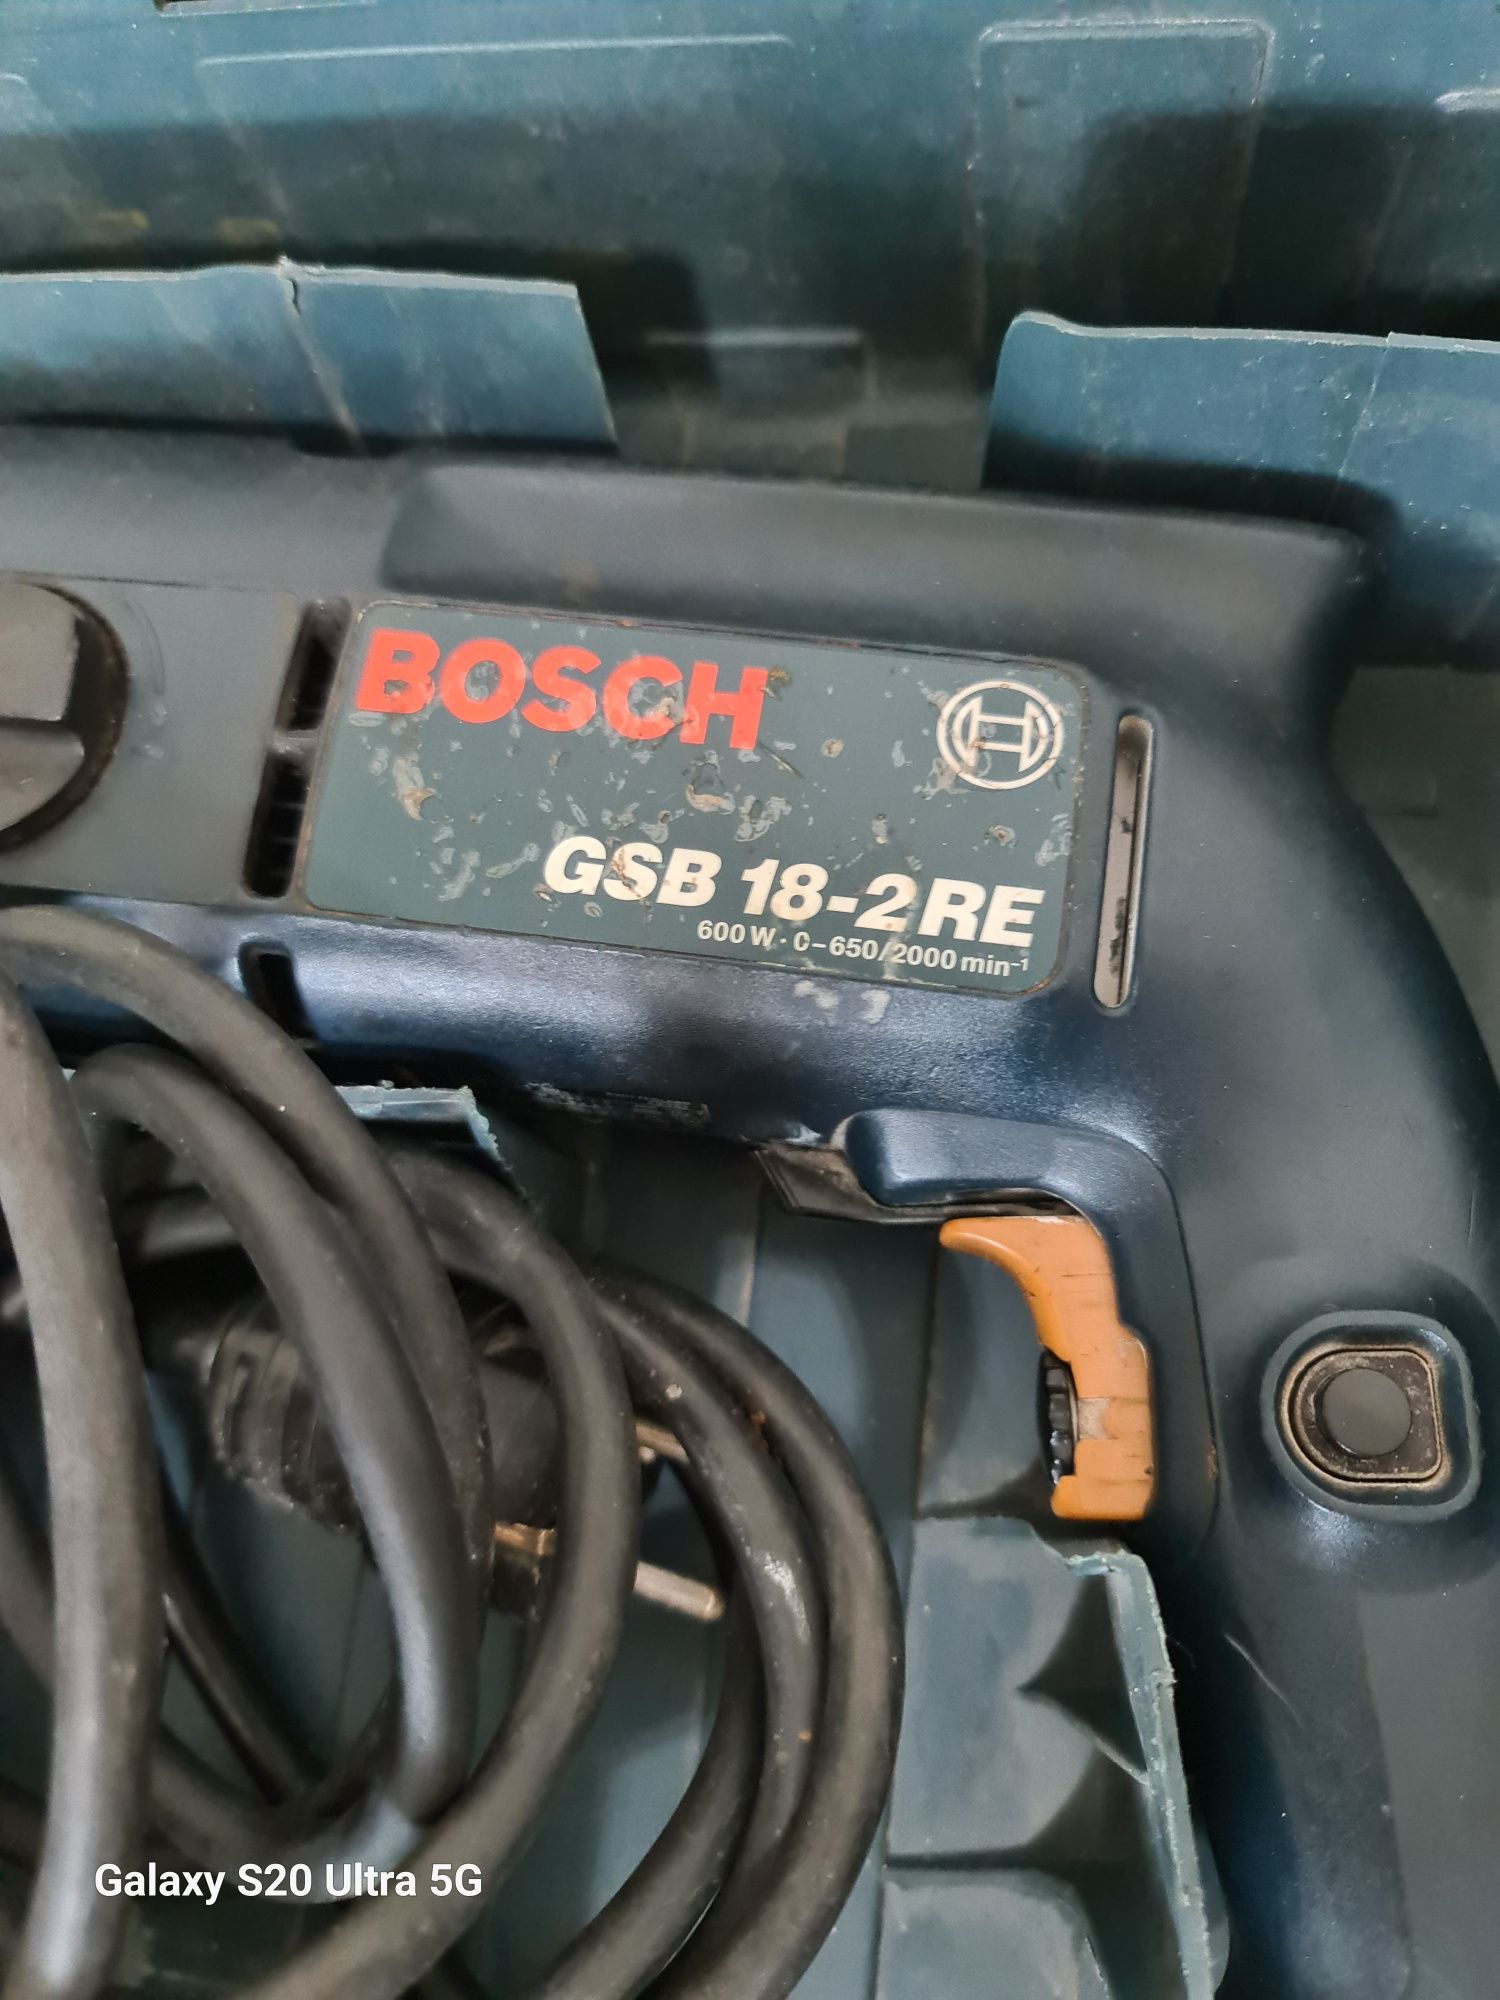 BOSCH
GSB 18-2 RE
600 W · 0-650/2000 min⁻¹
Galaxy S20 Ultra 5G